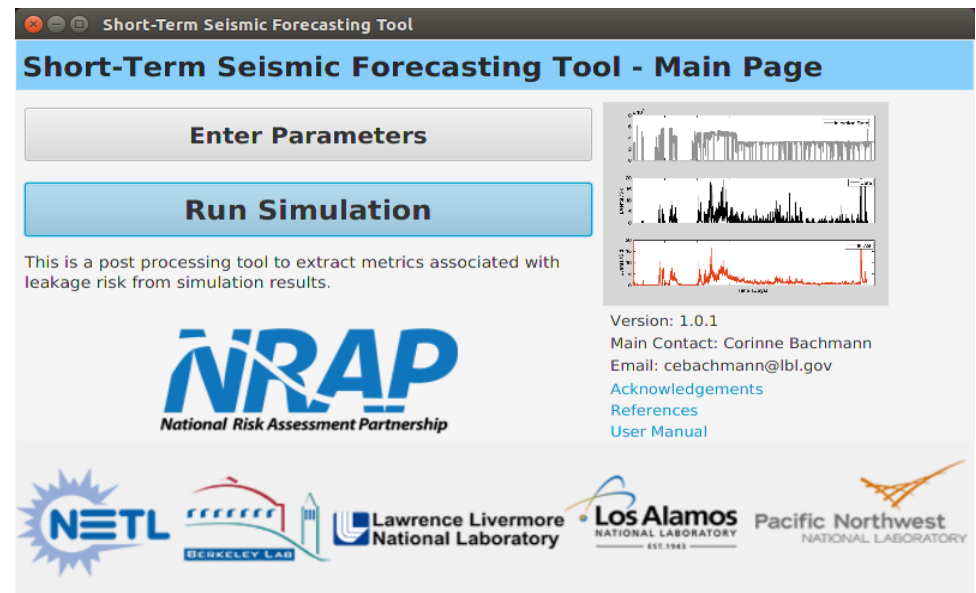 Short-Term Seismic Forecasting Tool
Short-Term Seismic Forecasting Tool - Main Page
Enter Parameters
Run Simulation
This is a post processing tool to extract metrics associated with
leakage risk from simulation results.
Version: 1.0.1
Main Contact: Corinne Bachmann
Email: cebachmann@lbl.gov
Acknowledgements
References
User Manual
NRAP
National Risk Assessment Partnership
NETL
BERKELEY LAB
Lawrence Livermore
National Laboratory
Los Alamos
NATIONAL LABORATORY
EST.1943
Pacific Northwest
NATIONAL LABORATORY